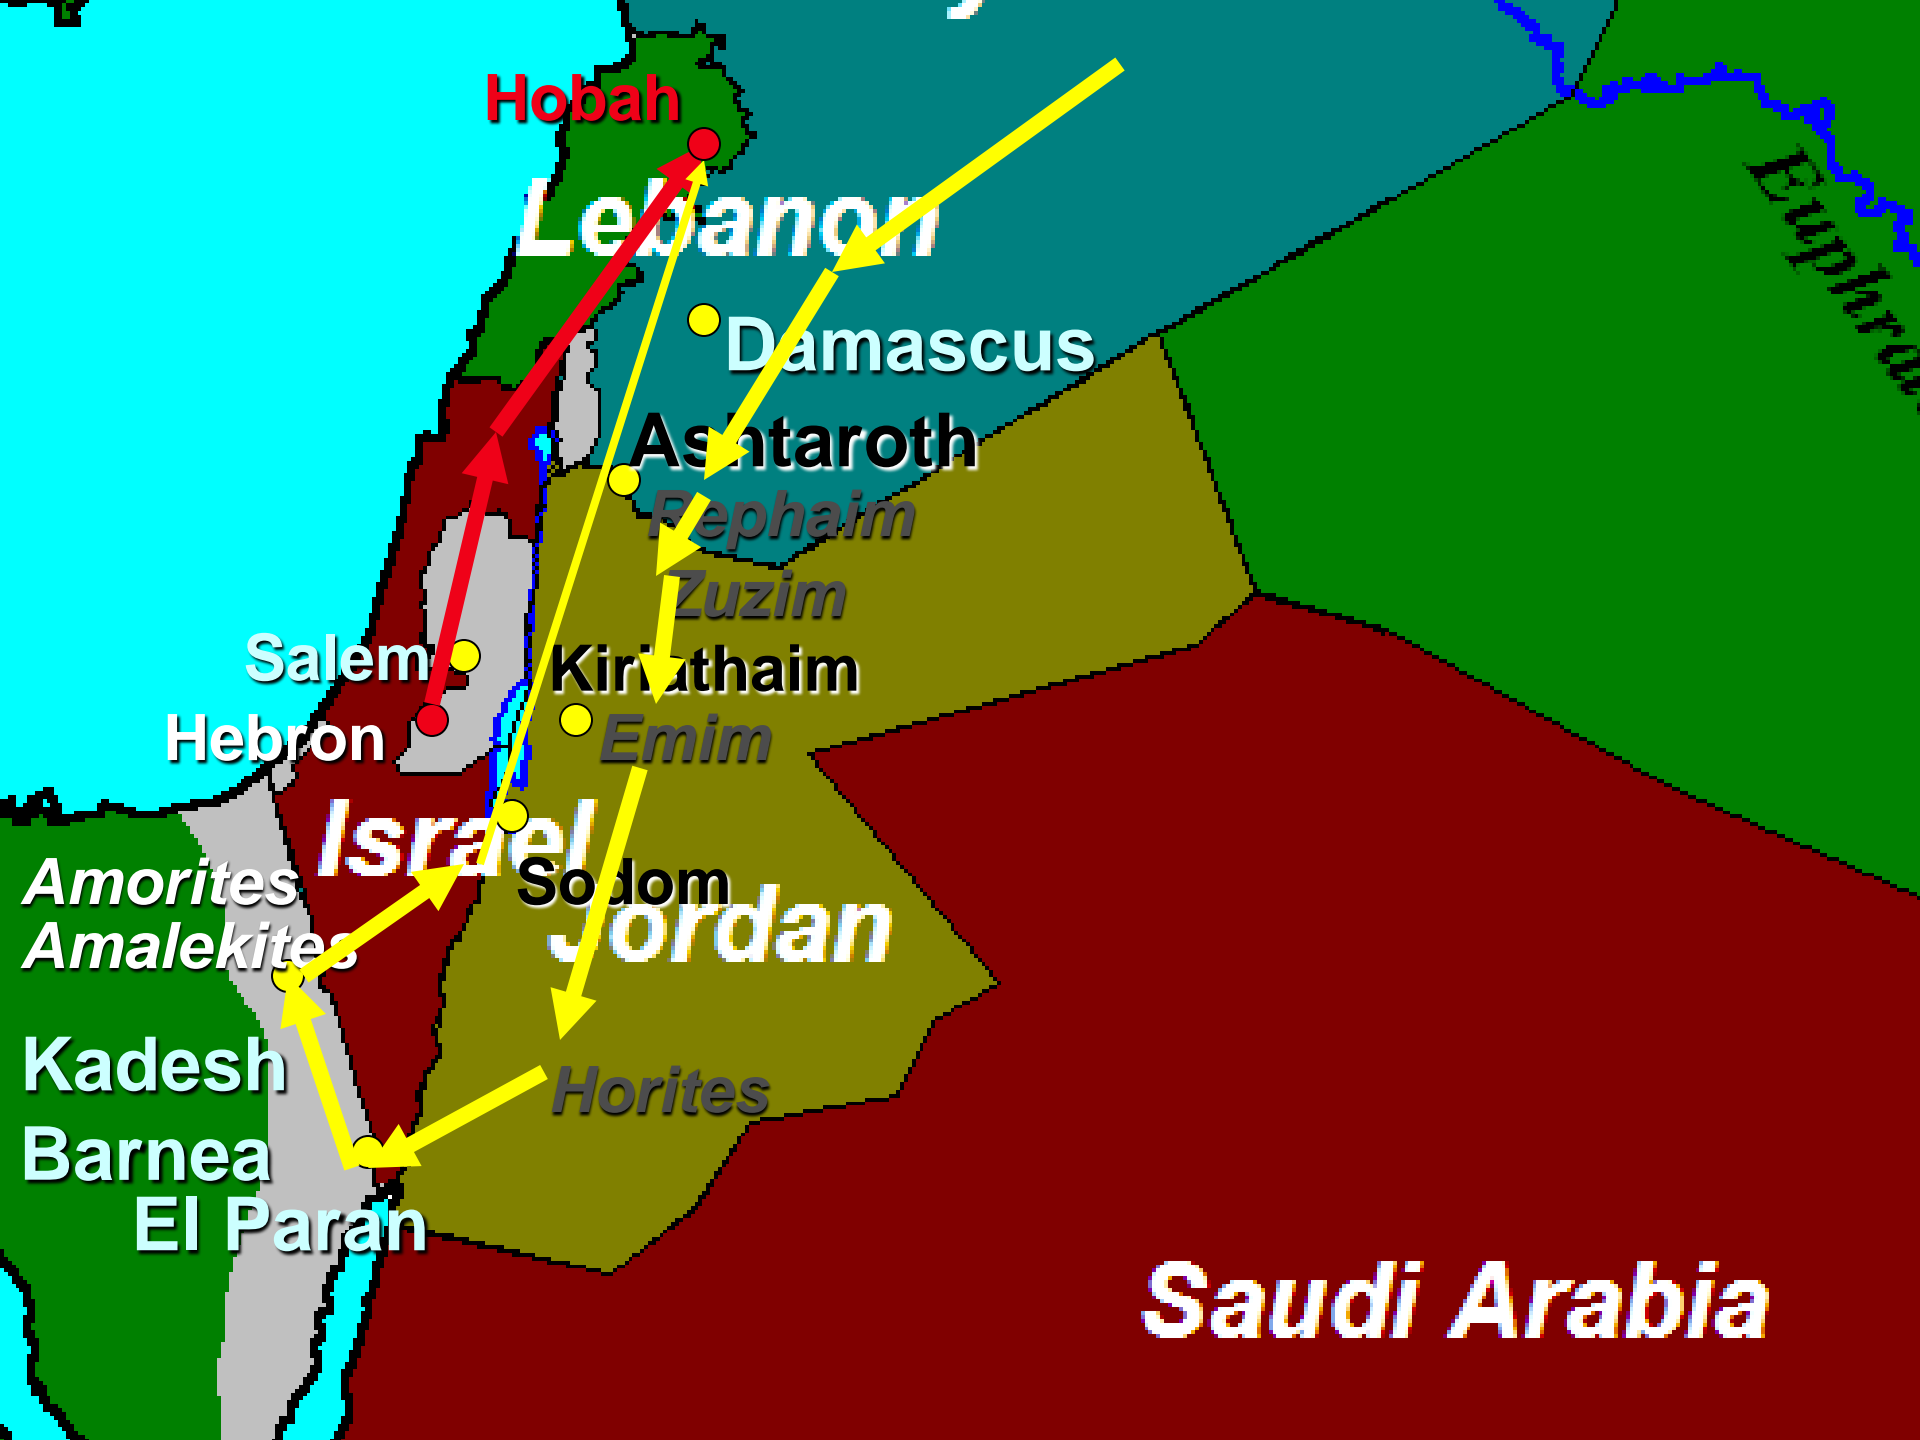 Hobah
Lebanon
Damascus
Ashtaroth
Rephaim
Zuzim
Salem
Kiriathaim
Hebron
Emim
Israel
Amorites
Sodom
Amalekites
Jordan
Kadesh
Horites
Barnea
El Paran
Saudi Arabia